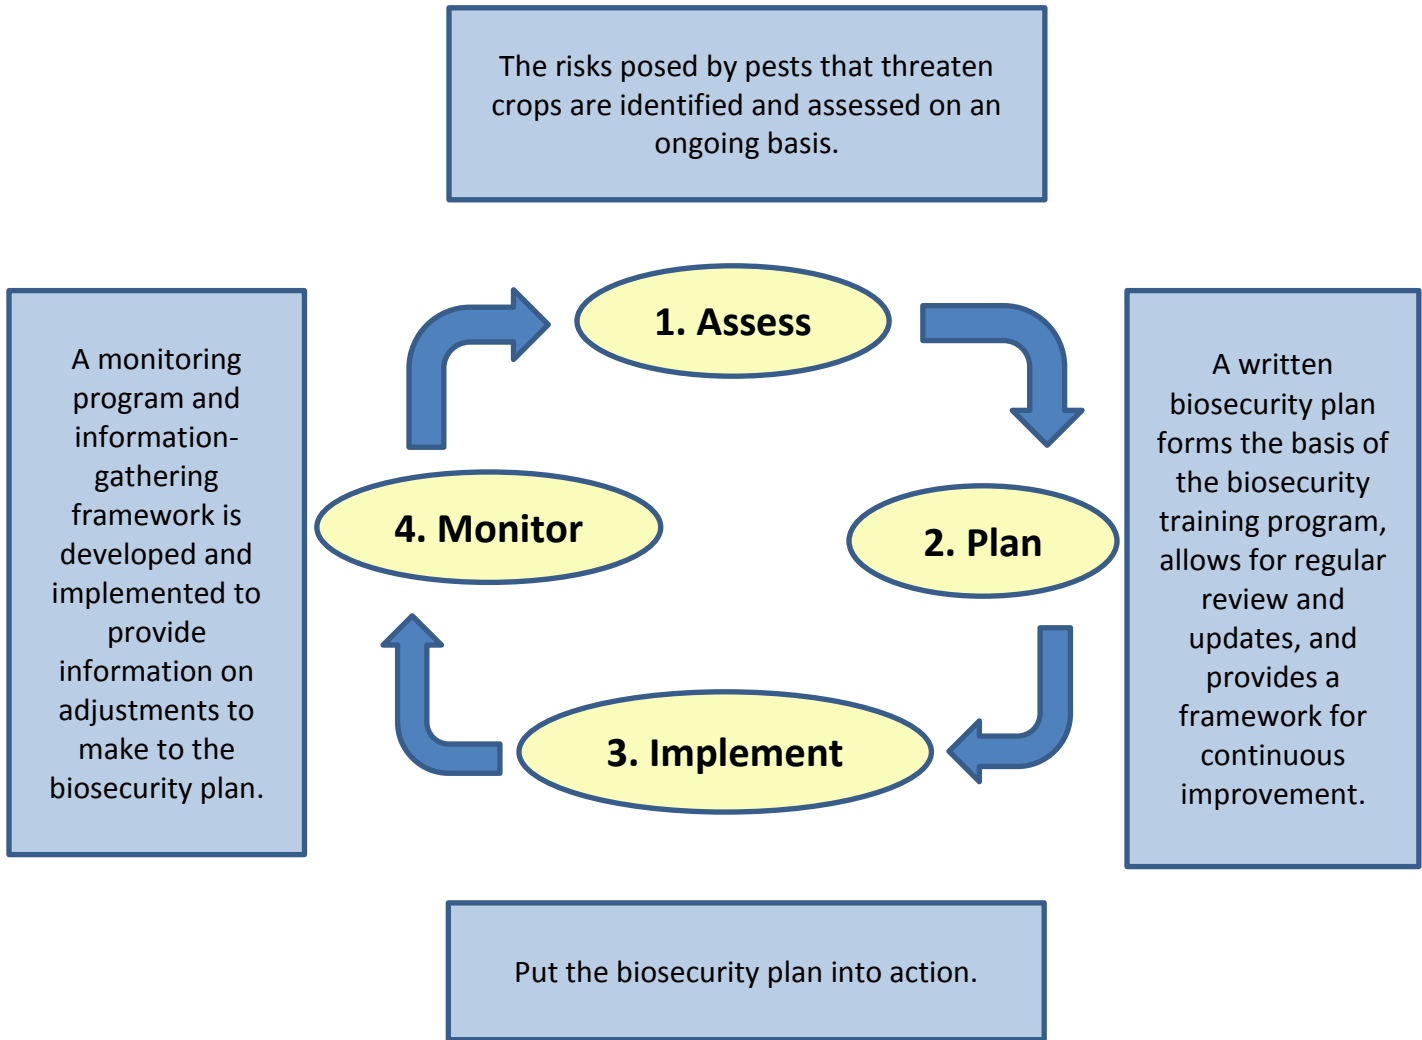 The risks posed by pests that threaten
crops are identified and assessed on an
ongoing basis.
1. Assess
A written
biosecurity plan
forms the basis of
the biosecurity
training program,
allows for regular
review and
updates, and
provides a
framework for
continuous
improvement.
2. Plan
3. Implement
Put the biosecurity plan into action.
4. Monitor
A monitoring
program and
information-
gathering
framework is
developed and
implemented to
provide
information on
adjustments to
make to the
biosecurity plan.